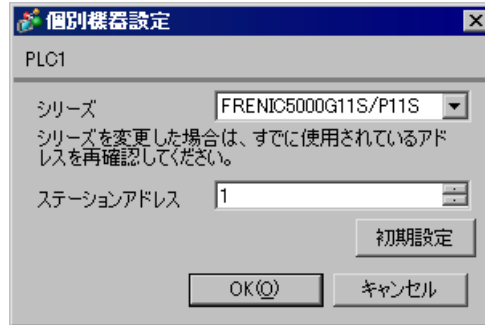 個別機器設定
PLC1
シリーズ FRENIC5000G11S/P11S
シリーズを変更した場合は、すでに使用されているアド
レスを再確認してください。
ステーションアドレス 1
初期設定
OK(O) キャンセル